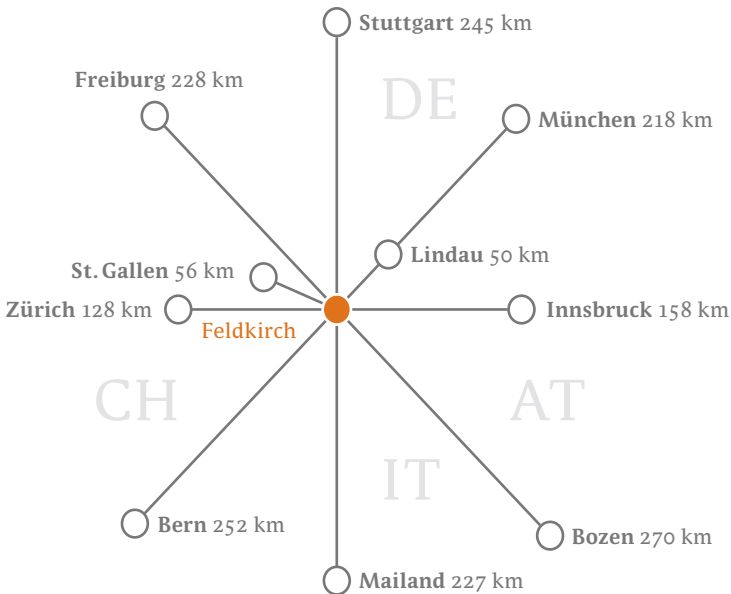 Stuttgart 245 km
Freiburg 228 km
DE
München 218 km
Lindau 50 km
St. Gallen 56 km
Zürich 128 km
Innsbruck 158 km
Feldkirch
CH
AT
IT
Bern 252 km
Bozen 270 km
Mailand 227 km